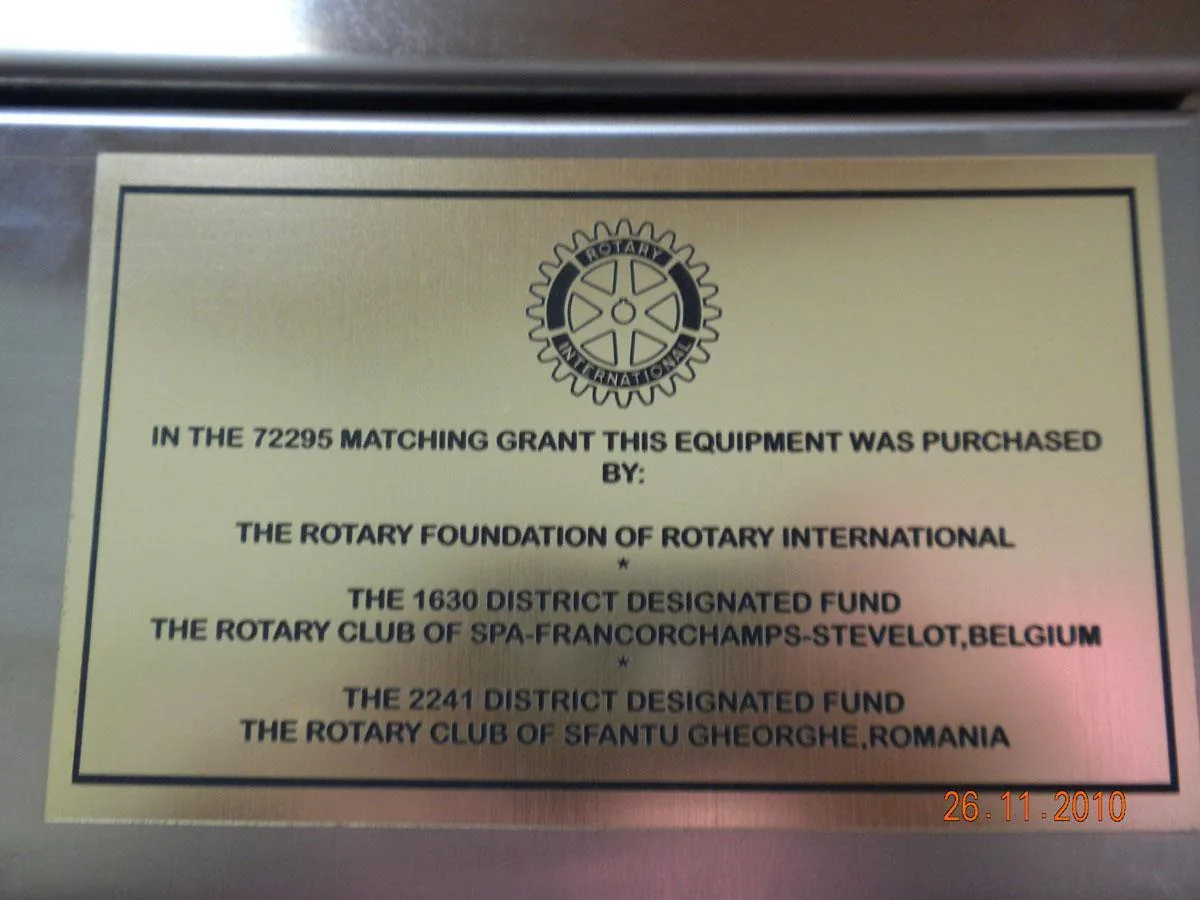 ROTARY
INTERNATIONAL
IN THE 72295 MATCHING GRANT THIS EQUIPMENT WAS PURCHASED
BY:
THE ROTARY FOUNDATION OF ROTARY INTERNATIONAL
*
THE 1630 DISTRICT DESIGNATED FUND
THE ROTARY CLUB OF SPA-FRANCORCHAMPS-STEVELOT,BELGIUM
*
THE 2241 DISTRICT DESIGNATED FUND
THE ROTARY CLUB OF SFANTU GHEORGHE,ROMANIA
26.11.2010